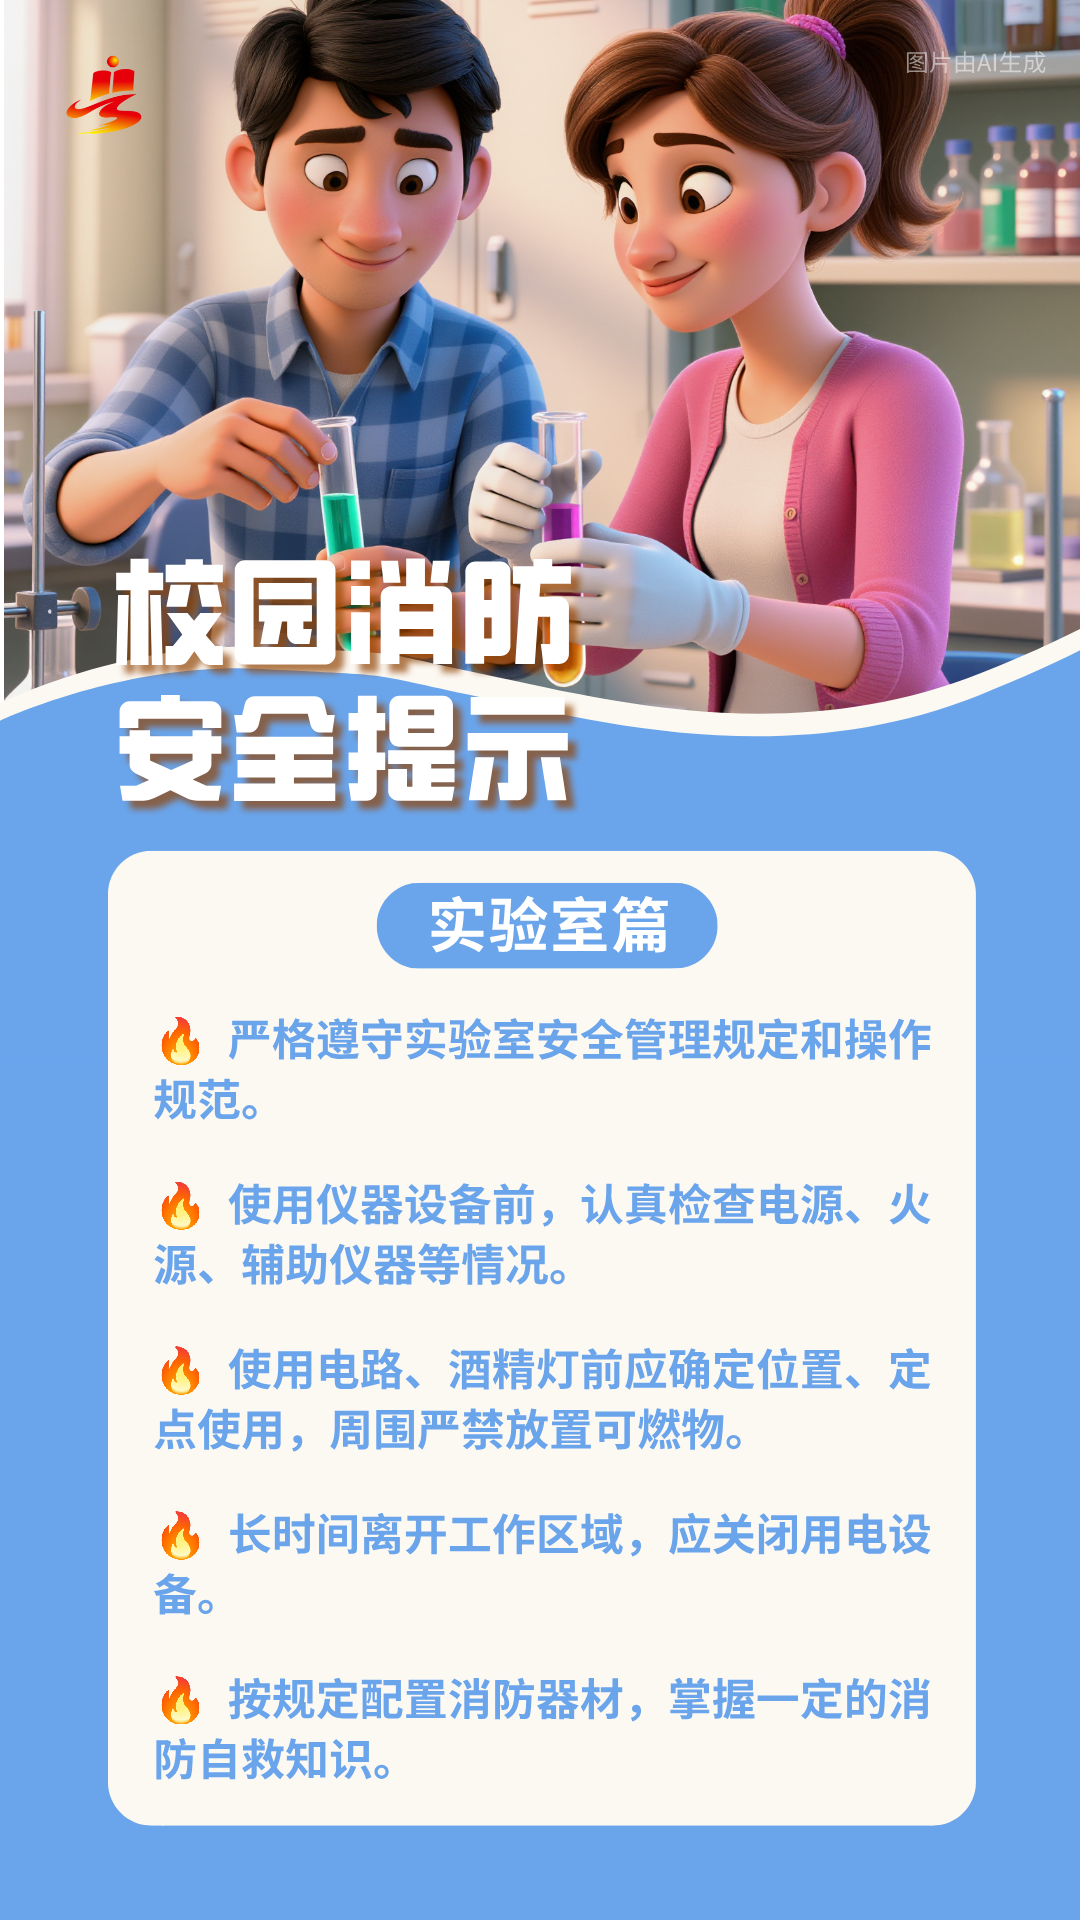 图片由AI生成
校园消防
安全提示
实验室篇
🔥 严格遵守实验室安全管理规定和操作
规范。
🔥 使用仪器设备前，认真检查电源、火
源、辅助仪器等情况。
🔥 使用电路、酒精灯前应确定位置、定
点使用，周围严禁放置可燃物。
🔥 长时间离开工作区域，应关闭用电设
备。
🔥 按规定配置消防器材，掌握一定的消
防自救知识。